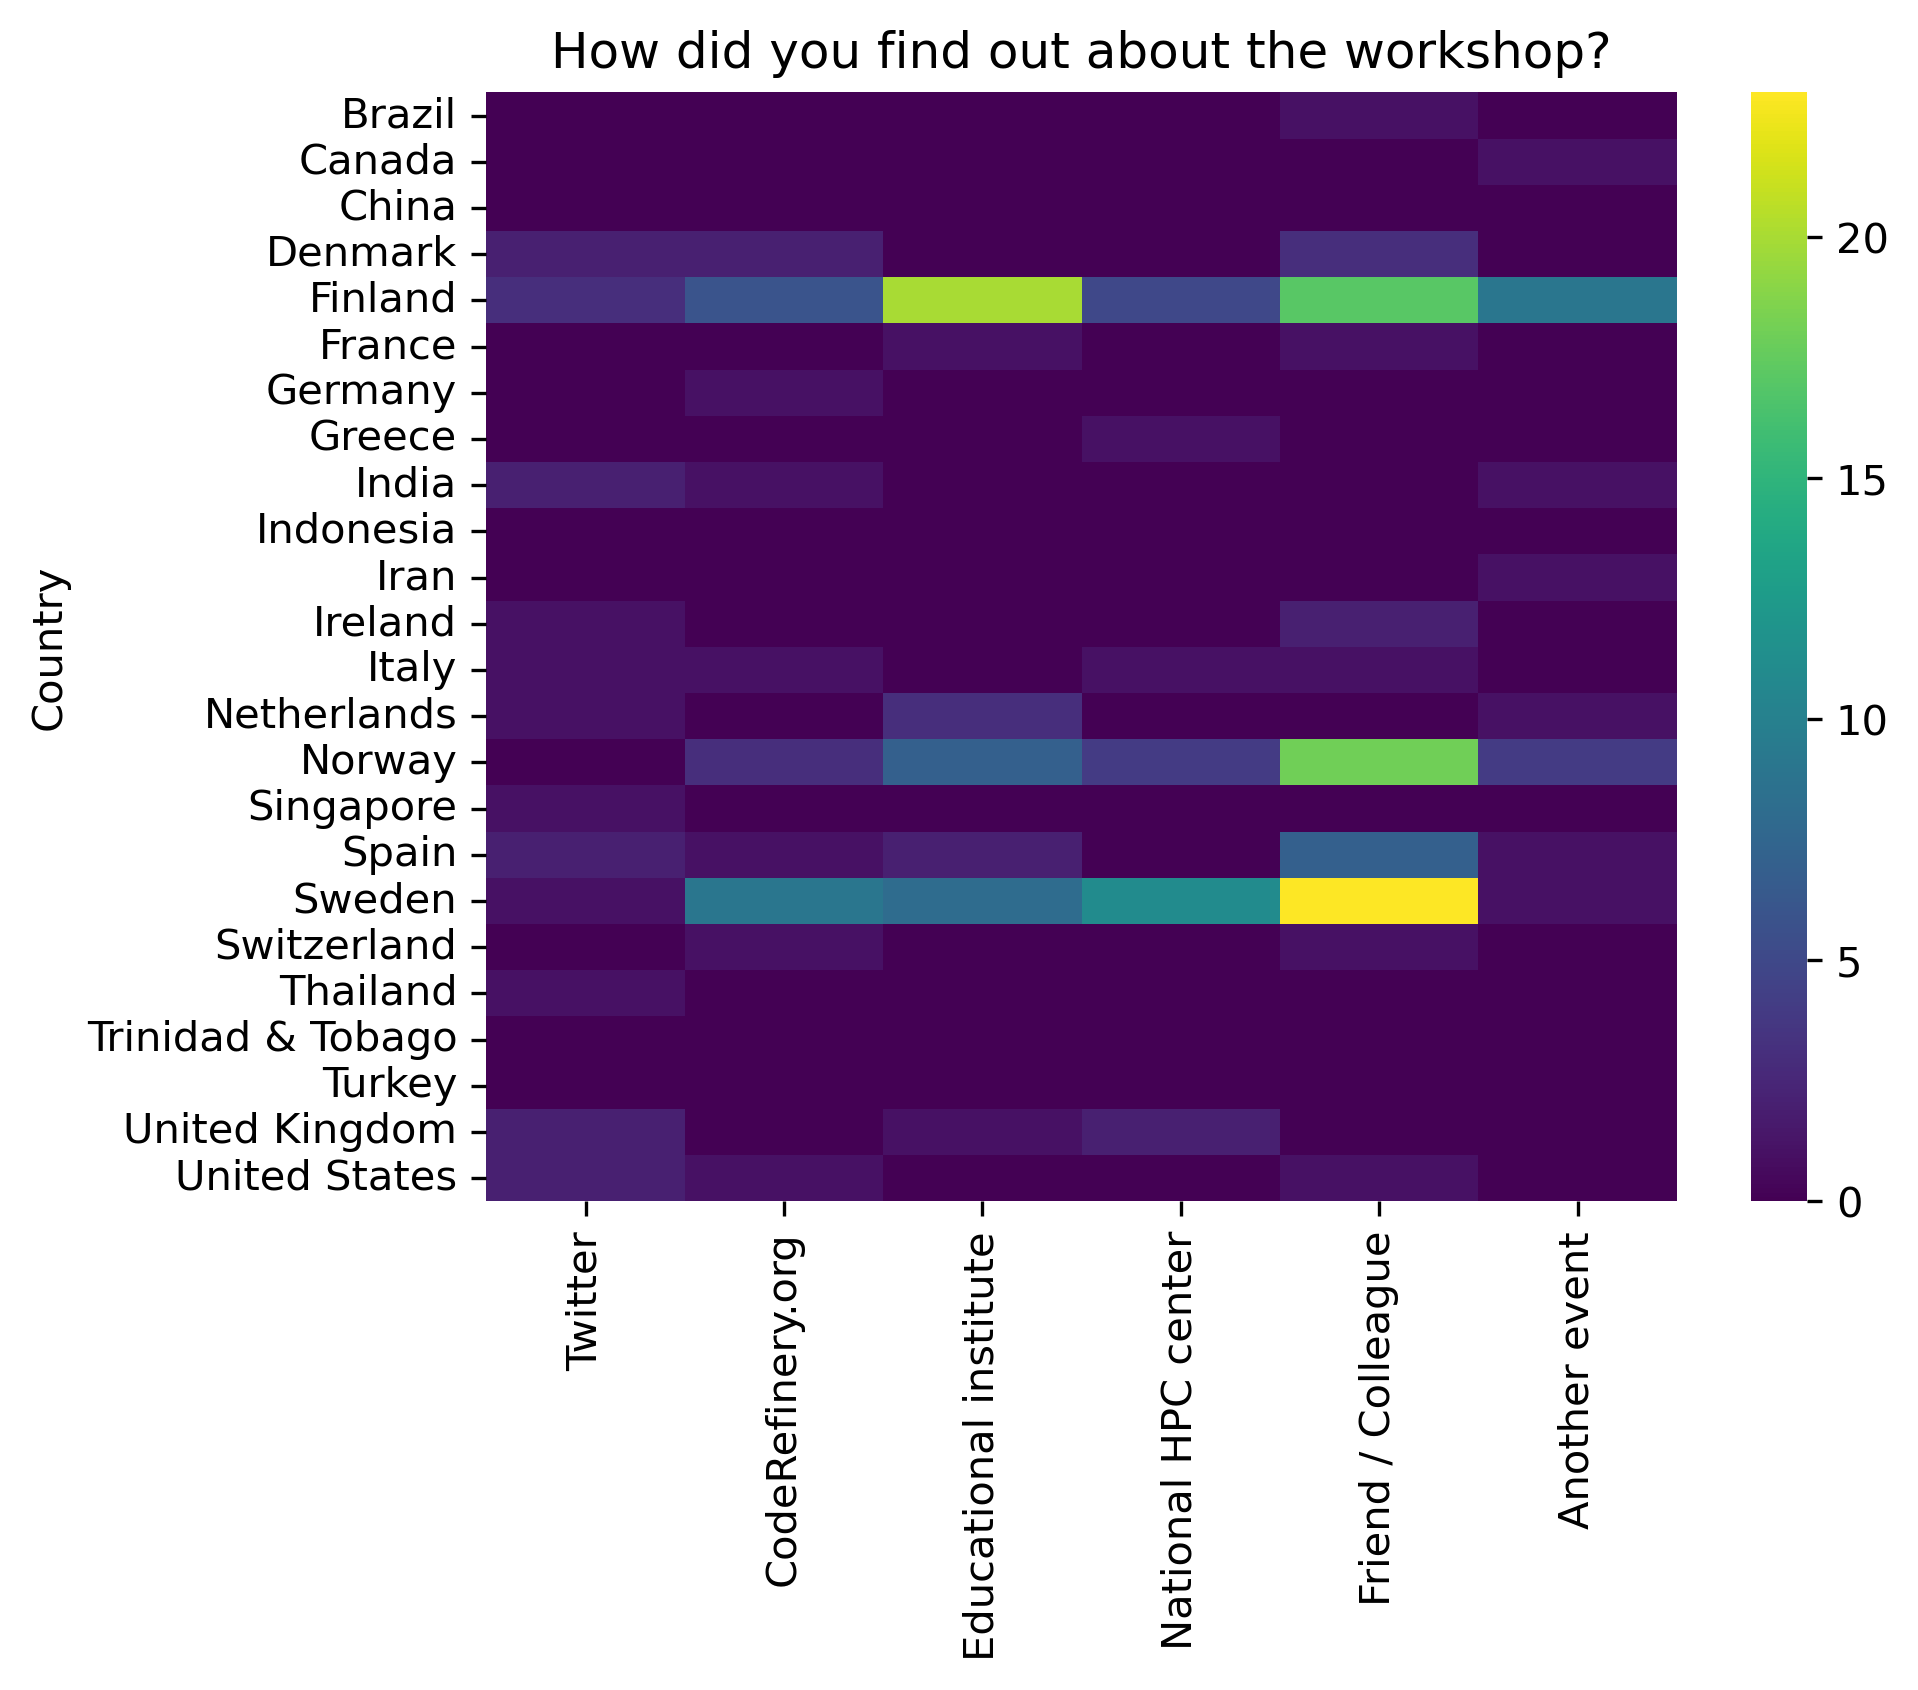 How did you find out about the workshop?
Country
Brazil
Canada
China
Denmark
Finland
France
Germany
Greece
India
Indonesia
Iran
Ireland
Italy
Netherlands
Norway
Singapore
Spain
Sweden
Switzerland
Thailand
Trinidad & Tobago
Turkey
United Kingdom
United States
Twitter
CodeRefinery.org
Educational institute
National HPC center
Friend / Colleague
Another event
20
15
10
5
0